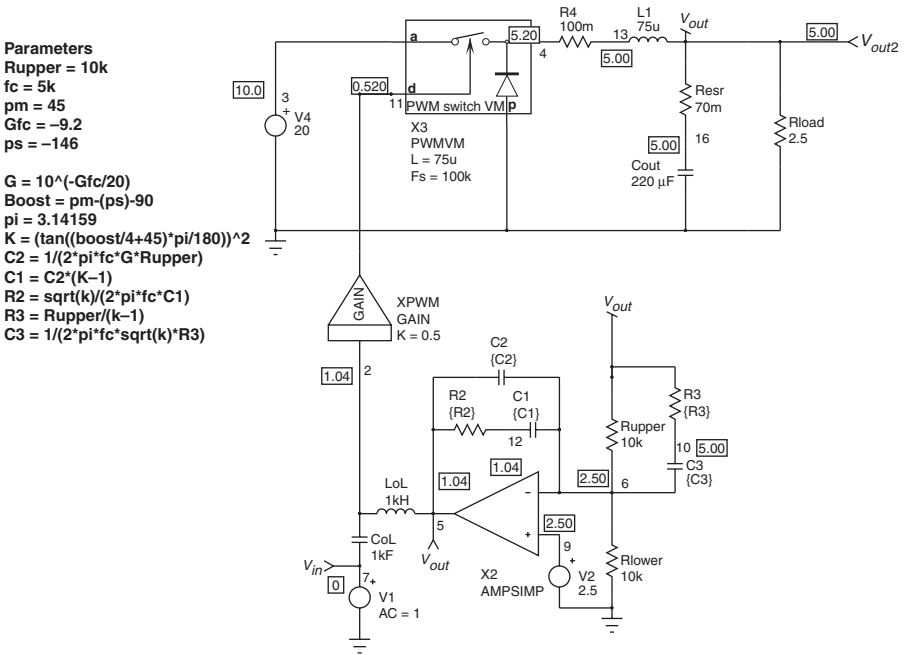 Parameters
Rupper = 10k
fc = 5k
pm = 45
Gfc = –9.2
ps = –146
G = 10^(-Gfc/20)
Boost = pm-(ps)-90
pi = 3.14159
K = (tan((boost/4+45)*pi/180))^2
C2 = 1/(2*pi*fc*G*Rupper)
C1 = C2*(K–1)
R2 = sqrt(k)/(2*pi*fc*C1)
R3 = Rupper/(k–1)
C3 = 1/(2*pi*fc*sqrt(k)*R3)
10.0
3
+
V4
20
0.520
11
a
d
PWM switch VM
p
X3
PWMVM
L = 75u
Fs = 100k
5.20
4
R4
100m
13
5.00
L1
75u
Vout
5.00
Vout2
Resr
70m
5.00
16
Cout
220 μF
Rload
2.5
GAIN
XPWM
GAIN
K = 0.5
1.04
2
LoL
1kH
CoL
1kF
Vin
0
7
+
V1
AC = 1
C2
{C2}
R2
{R2}
C1
{C1}
12
1.04
1.04
5
Vout
–
+
X2
AMPSIMP
2.50
9
+
V2
2.5
Vout
Rupper
10k
R3
{R3}
10
5.00
C3
{C3}
2.50
6
Rlower
10k